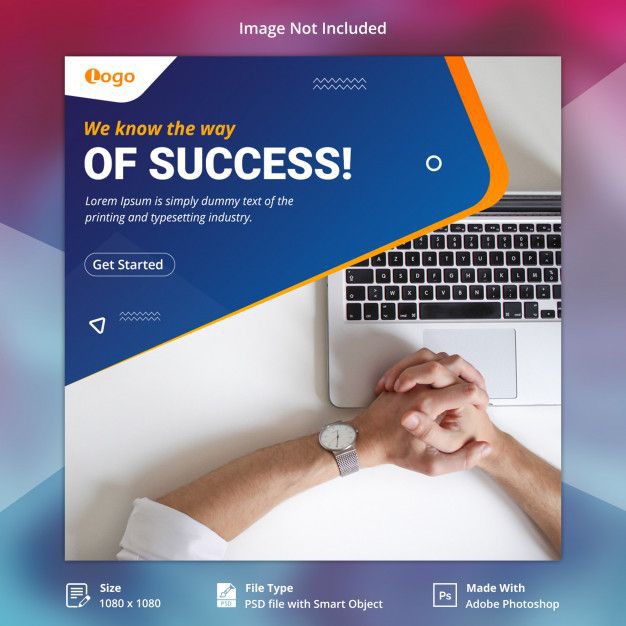 Image Not Included
Logo
We know the way
OF SUCCESS!
Lorem Ipsum is simply dummy text of the
printing and typesetting industry.
Get Started
Size
1080 x 1080
PSD
File Type
PSD file with Smart Object
Ps
Made With
Adobe Photoshop